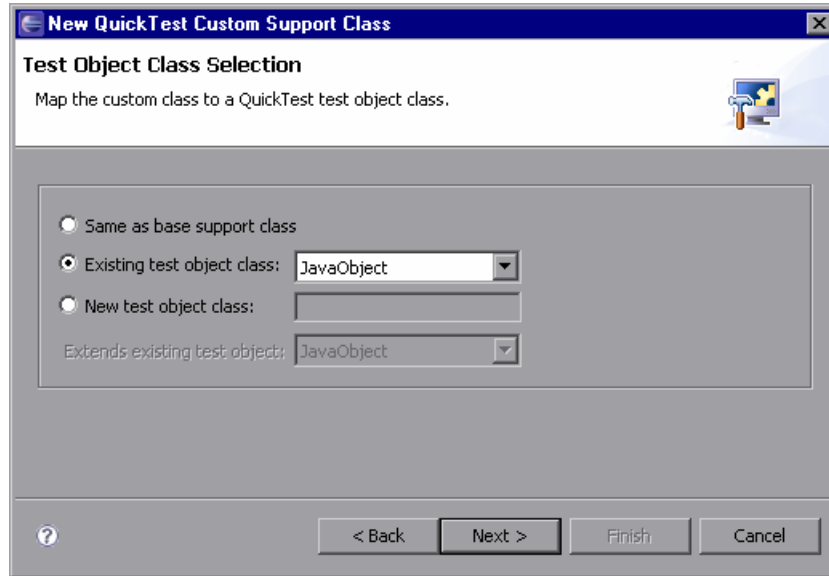 New QuickTest Custom Support Class
Test Object Class Selection
Map the custom class to a QuickTest test object class.
Same as base support class
Existing test object class: JavaObject
New test object class:
Extends existing test object: JavaObject
? < Back Next > Finish Cancel